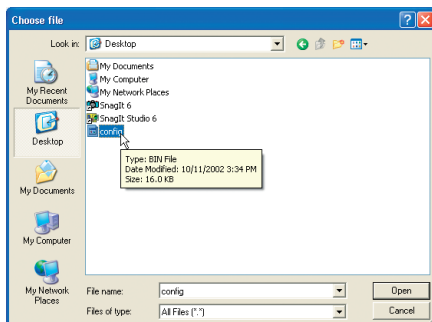 Choose file
Look in:
Desktop
My Recent
Documents
Desktop
My Documents
My Computer
My Network
Places
My Documents
My Computer
My Network Places
SnagIt 6
SnagIt Studio 6
config
Type: BIN File
Date Modified: 10/11/2002 3:34 PM
Size: 16.0 KB
File name:
config
Open
Files of type:
All Files (*.*)
Cancel